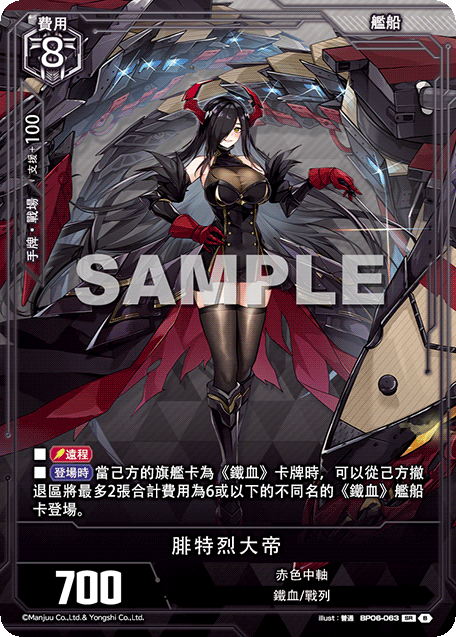 費用
8
艦船
手牌・戰場 / 支援+100
SAMPLE
遠程
登場時 當己方的旗艦卡為《鐵血》卡牌時，可以從己方撤
退區將最多2張合計費用為6或以下的不同名的《鐵血》艦船
卡登場。
腓特烈大帝
700
赤色中軸
鐵血/戰列
©Manjuu Co.,Ltd.& Yongshi Co.,Ltd.
illust：普通 BP06-063 SR B